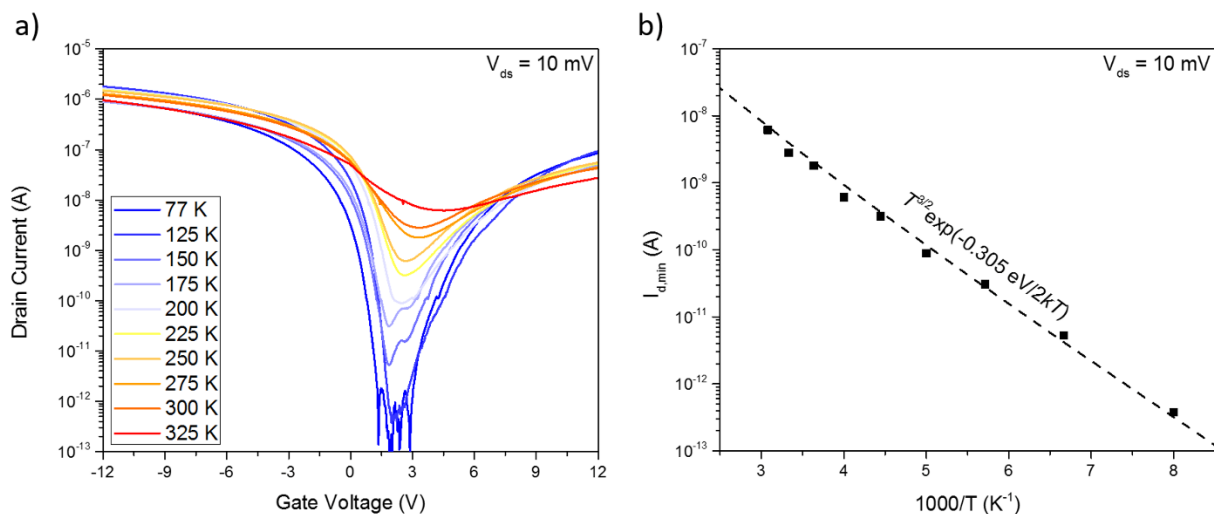 a)
V_ds = 10 mV
Drain Current (A)
10^-5
10^-6
10^-7
10^-8
10^-9
10^-10
10^-11
10^-12
10^-13
77 K
125 K
150 K
175 K
200 K
225 K
250 K
275 K
300 K
325 K
-12 -9 -6 -3 0 3 6 9 12
Gate Voltage (V)
b)
V_ds = 10 mV
I_d,min (A)
10^-7
10^-8
10^-9
10^-10
10^-11
10^-12
10^-13
T^3/2 exp(-0.305 eV/2kT)
3 4 5 6 7 8
1000/T (K^-1)